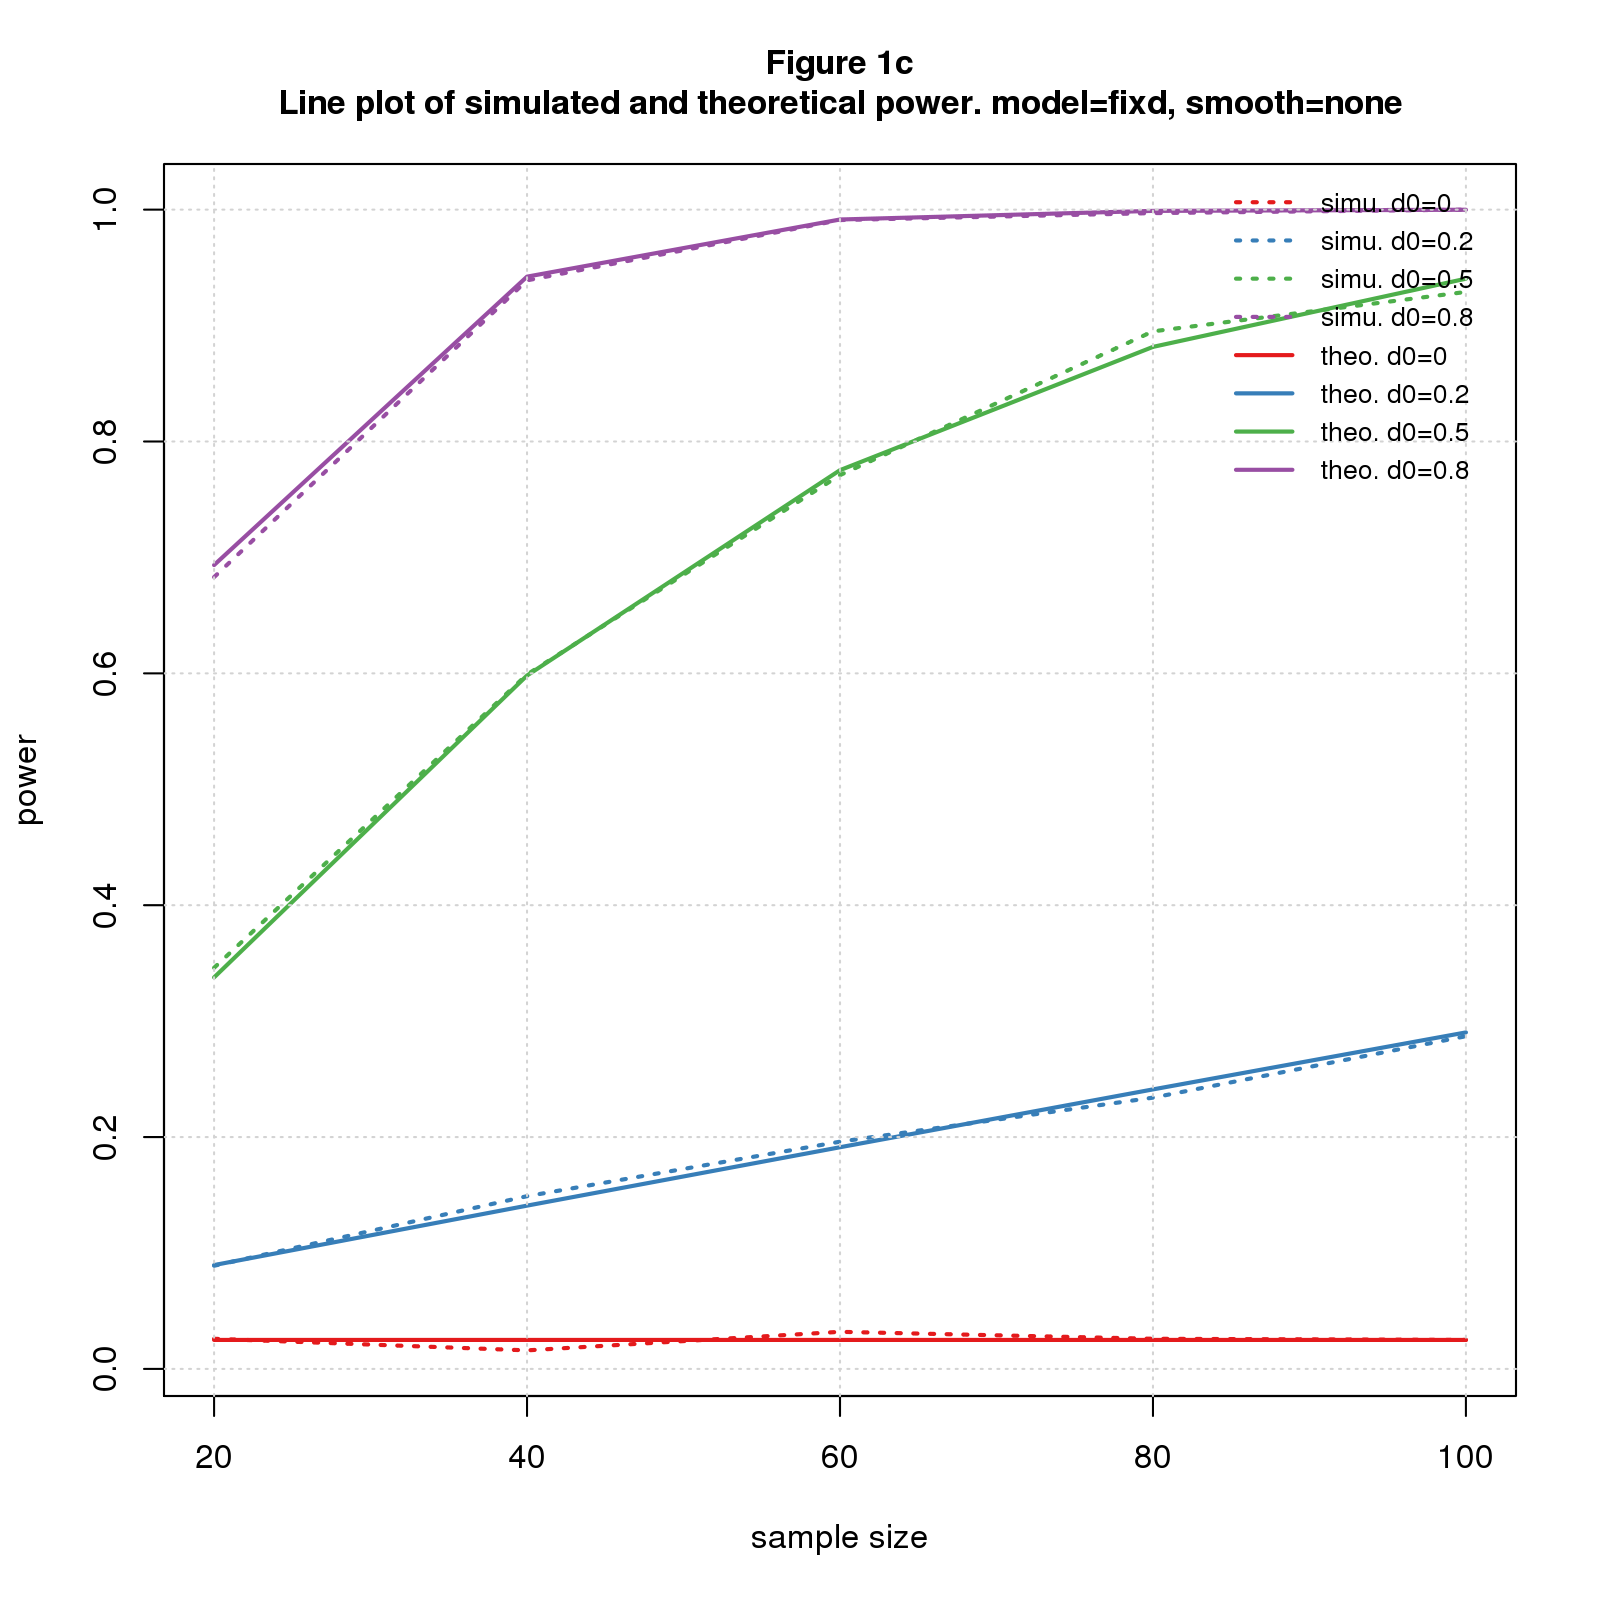 Figure 1c
Line plot of simulated and theoretical power. model=fixd, smooth=none
simu. d0=0
simu. d0=0.2
simu. d0=0.5
simu. d0=0.8
theo. d0=0
theo. d0=0.2
theo. d0=0.5
theo. d0=0.8
1.0
0.8
0.6
0.4
0.2
0.0
power
20 40 60 80 100
sample size